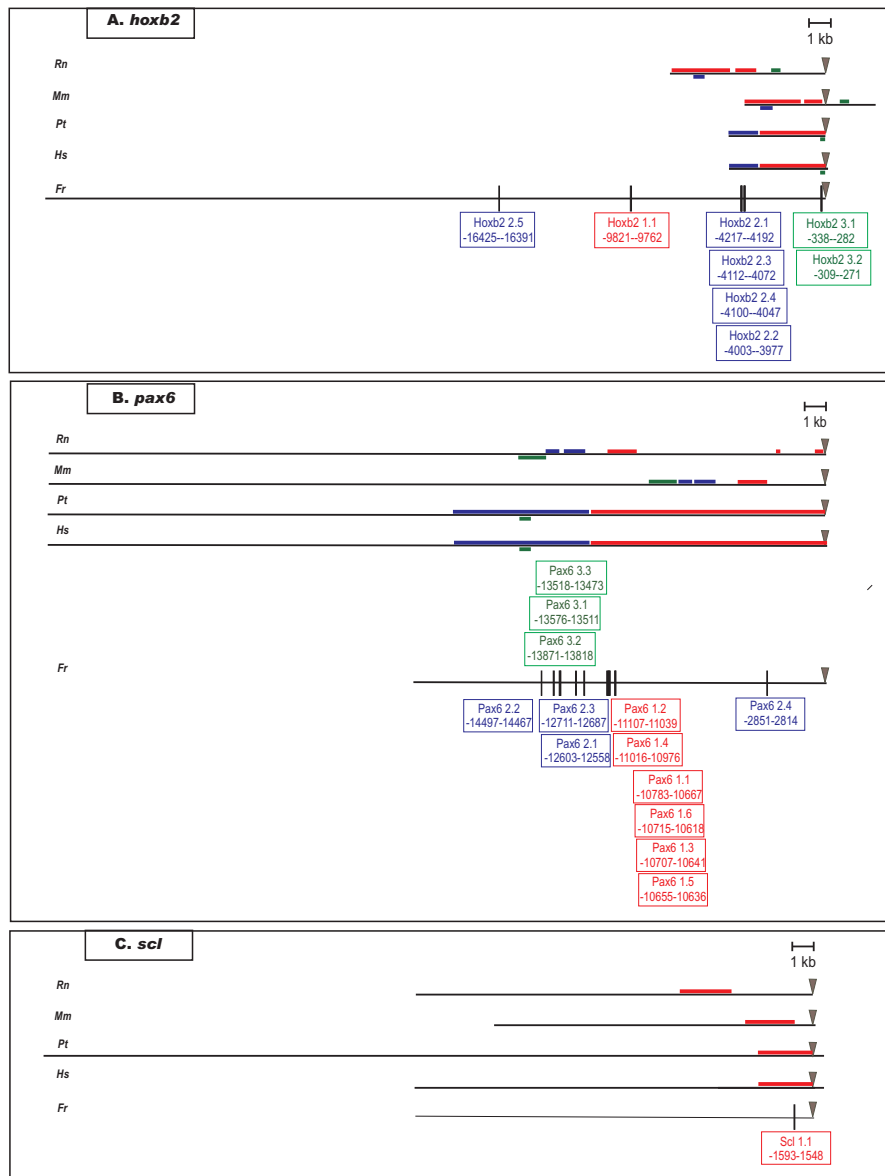 A. hoxb2
1 kb
Rn
Mm
Pt
Hs
Fr
Hoxb2 2.5
-16425--16391
Hoxb2 1.1
-9821--9762
Hoxb2 2.1
-4217--4192
Hoxb2 3.1
-338--282
Hoxb2 2.3
-4112--4072
Hoxb2 3.2
-309--271
Hoxb2 2.4
-4100--4047
Hoxb2 2.2
-4003--3977
B. pax6
1 kb
Rn
Mm
Pt
Hs
Pax6 3.3
-13518-13473
Pax6 3.1
-13576-13511
Pax6 3.2
-13871-13818
Fr
Pax6 2.2
-14497-14467
Pax6 2.3
-12711-12687
Pax6 1.2
-11107-11039
Pax6 2.4
-2851-2814
Pax6 2.1
-12603-12558
Pax6 1.4
-11016-10976
Pax6 1.1
-10783-10667
Pax6 1.6
-10715-10618
Pax6 1.3
-10707-10641
Pax6 1.5
-10655-10636
C. scl
1 kb
Rn
Mm
Pt
Hs
Fr
Scl 1.1
-1593-1548